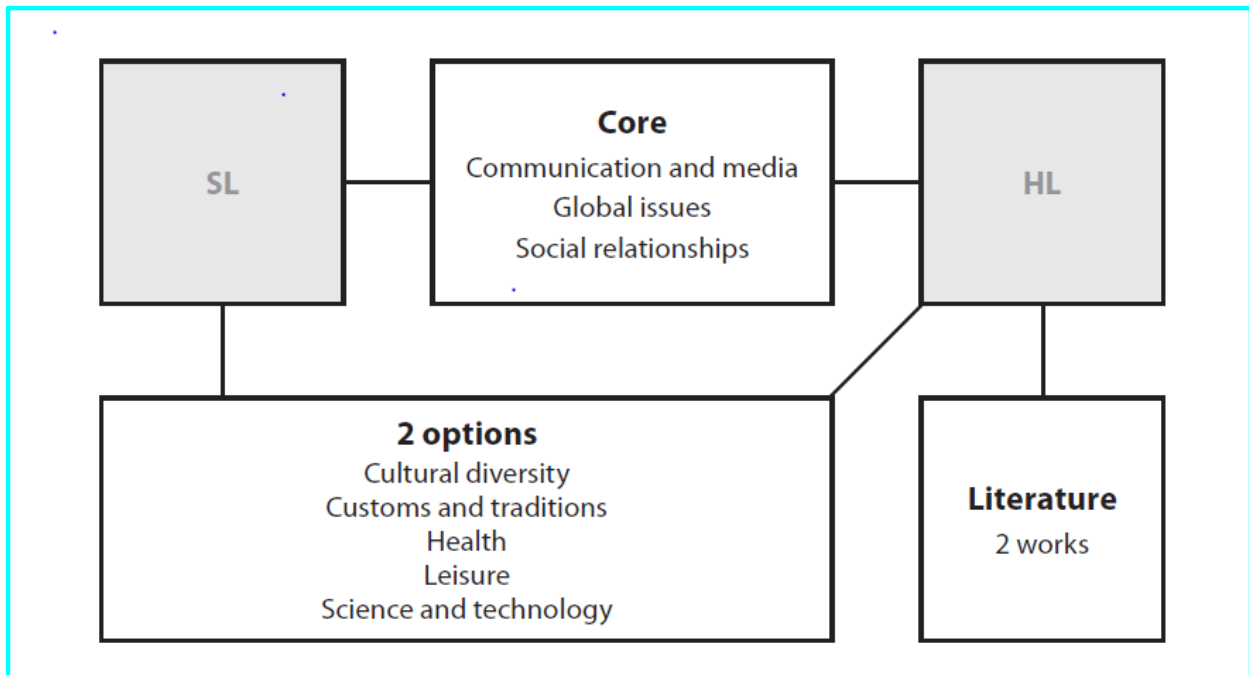 SL
Core
Communication and media
Global issues
Social relationships
HL
2 options
Cultural diversity
Customs and traditions
Health
Leisure
Science and technology
Literature
2 works